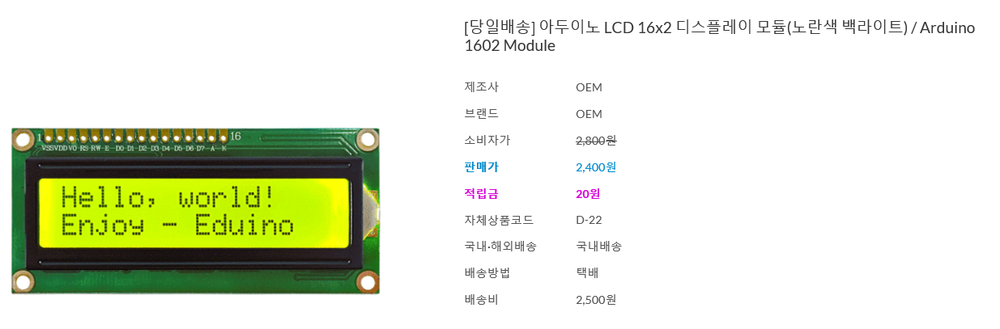 [당일배송] 아두이노 LCD 16x2 디스플레이 모듈(노란색 백라이트) / Arduino
1602 Module
제조사 OEM
브랜드 OEM
소비자가 2,800원
판매가 2,400원
적립금 20원
자체상품코드 D-22
국내·해외배송 국내배송
배송방법 택배
배송비 2,500원
1 16
VSS VDD VO RS RW E D0 D1 D2 D3 D4 D5 D6 D7 A K
Hello, world!
Enjoy - Eduino